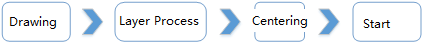 Drawing
Layer Process
Centering
Start